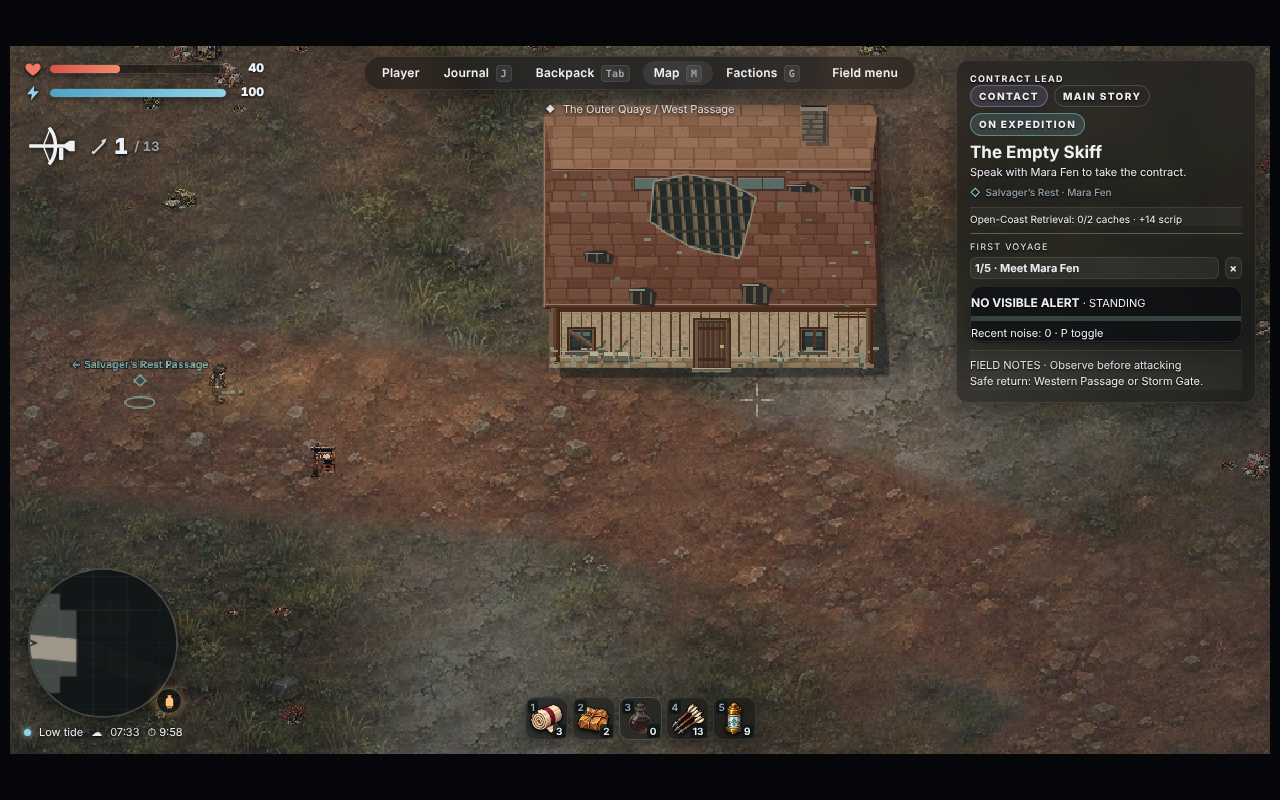 40
100
1 / 13
Player Journal J Backpack Tab Map M Factions G Field menu
The Outer Quays / West Passage
CONTRACT LEAD
CONTACT MAIN STORY
ON EXPEDITION
The Empty Skiff
Speak with Mara Fen to take the contract.
Salvager's Rest · Mara Fen
Open-Coast Retrieval: 0/2 caches · +14 scrip
FIRST VOYAGE
1/5 · Meet Mara Fen ×
NO VISIBLE ALERT · STANDING
Recent noise: 0 · P toggle
FIELD NOTES · Observe before attacking
Safe return: Western Passage or Storm Gate.
← Salvager's Rest Passage
Low tide 07:33 9:58
1 3
2 2
3 0
4 13
5 9